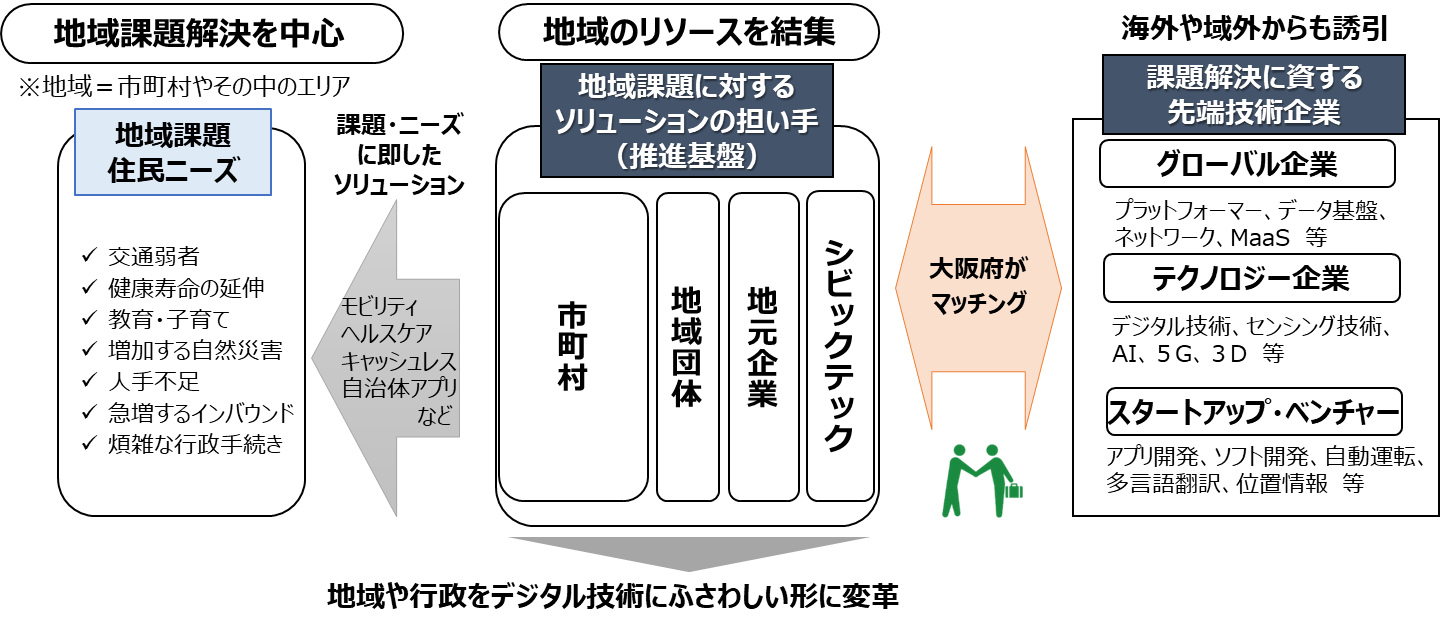 地域課題解決を中心
※地域＝市町村やその中のエリア
地域課題
住民ニーズ
✓ 交通弱者
✓ 健康寿命の延伸
✓ 教育・子育て
✓ 増加する自然災害
✓ 人手不足
✓ 急増するインバウンド
✓ 煩雑な行政手続き
課題・ニーズ
に即した
ソリューション
モビリティ
ヘルスケア
キャッシュレス
自治体アプリ
など
地域のリソースを結集
地域課題に対する
ソリューションの担い手
（推進基盤）
市町村
地域団体
地元企業
シビックテック
大阪府が
マッチング
海外や域外からも誘引
課題解決に資する
先端技術企業
グローバル企業
プラットフォーマー、データ基盤、
ネットワーク、MaaS 等
テクノロジー企業
デジタル技術、センシング技術、
AI、５G、３D 等
スタートアップ・ベンチャー
アプリ開発、ソフト開発、自動運転、
多言語翻訳、位置情報 等
地域や行政をデジタル技術にふさわしい形に変革